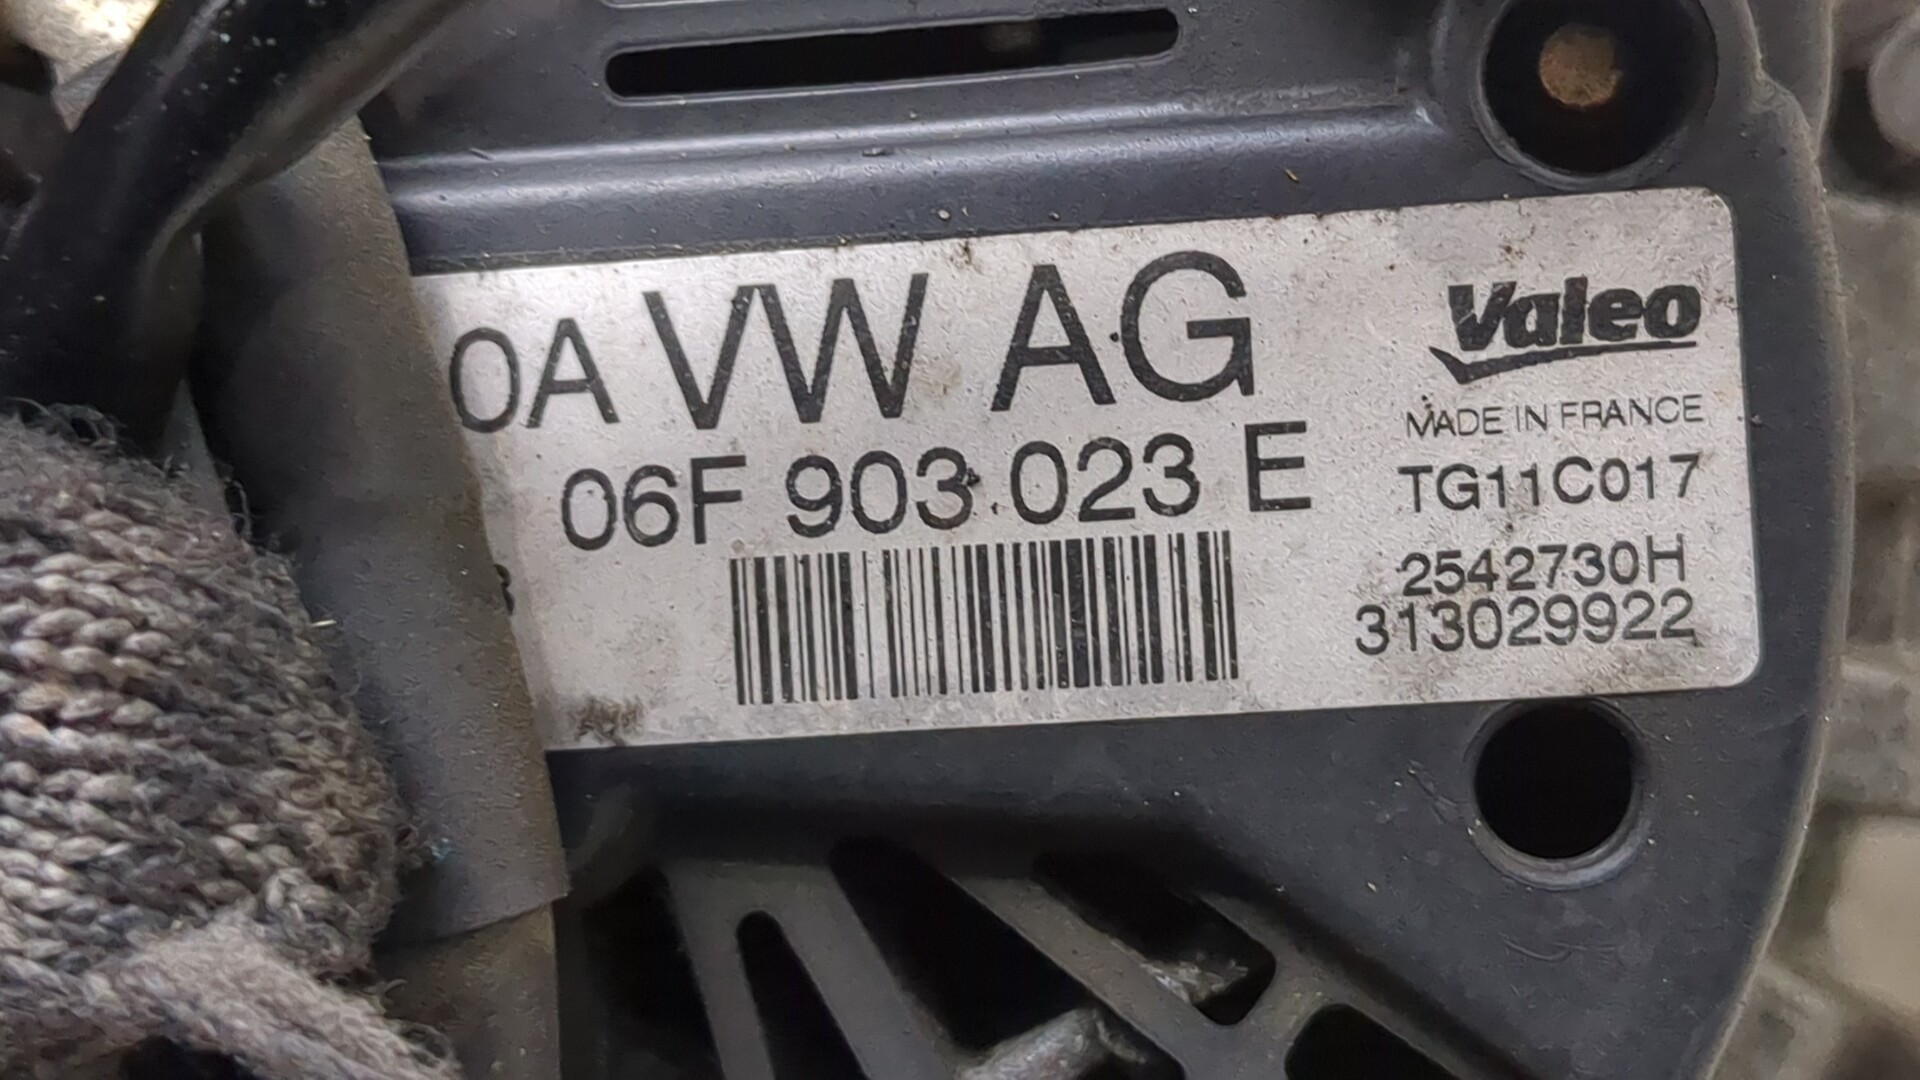 0A VW AG
06F 903 023 E
Valeo
MADE IN FRANCE
TG11C017
2542730H
313029922